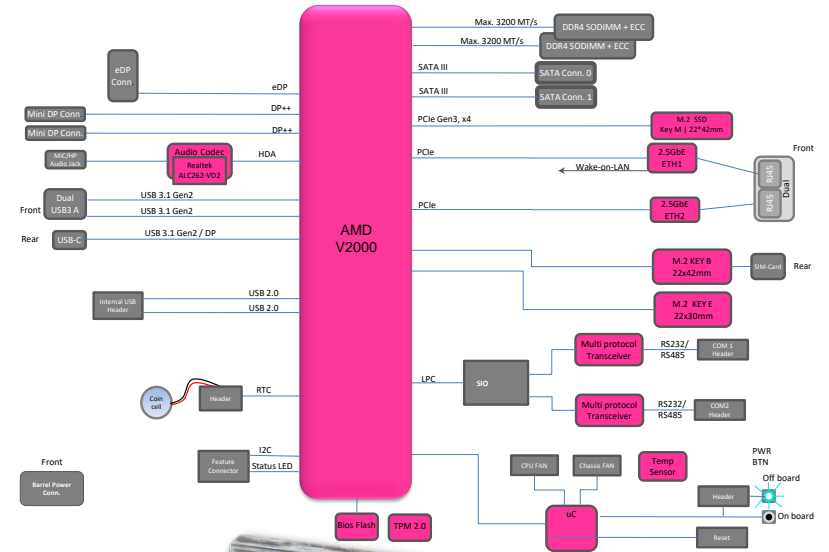 Max. 3200 MT/s
DDR4 SODIMM + ECC
Max. 3200 MT/s
DDR4 SODIMM + ECC
eDP
Conn.
eDP
SATA III
SATA Conn. 0
SATA III
SATA Conn. 1
Mini DP Conn.
DP++
Mini DP Conn.
DP++
PCIe Gen3, x4
M.2 SSD
Key M | 22*42mm
MIC/HP
Audio Jack
Audio Codec
Realtek
ALC262-VD2
HDA
PCIe
2.5GbE
ETH1
Wake-on-LAN
Front
RJ45
RJ45
Dual
Front
Dual
USB3 A
USB 3.1 Gen2
USB 3.1 Gen2
PCIe
2.5GbE
ETH2
Rear
USB-C
USB 3.1 Gen2 / DP
AMD
V2000
M.2 KEY B
22x42mm
SIM-Card
Rear
M.2 KEY E
22x30mm
Internal USB
Header
USB 2.0
USB 2.0
Multi protocol
Transceiver
RS232/
RS485
COM 1
Header
LPC
SIO
Coin
cell
Header
RTC
Multi protocol
Transceiver
RS232/
RS485
COM2
Header
Feature
Connector
I2C
Status LED
Front
Barrel Power
Conn.
CPU FAN
Chassis FAN
Temp
Sensor
PWR
BTN
Off board
Header
On board
uC
Reset
Bios Flash
TPM 2.0